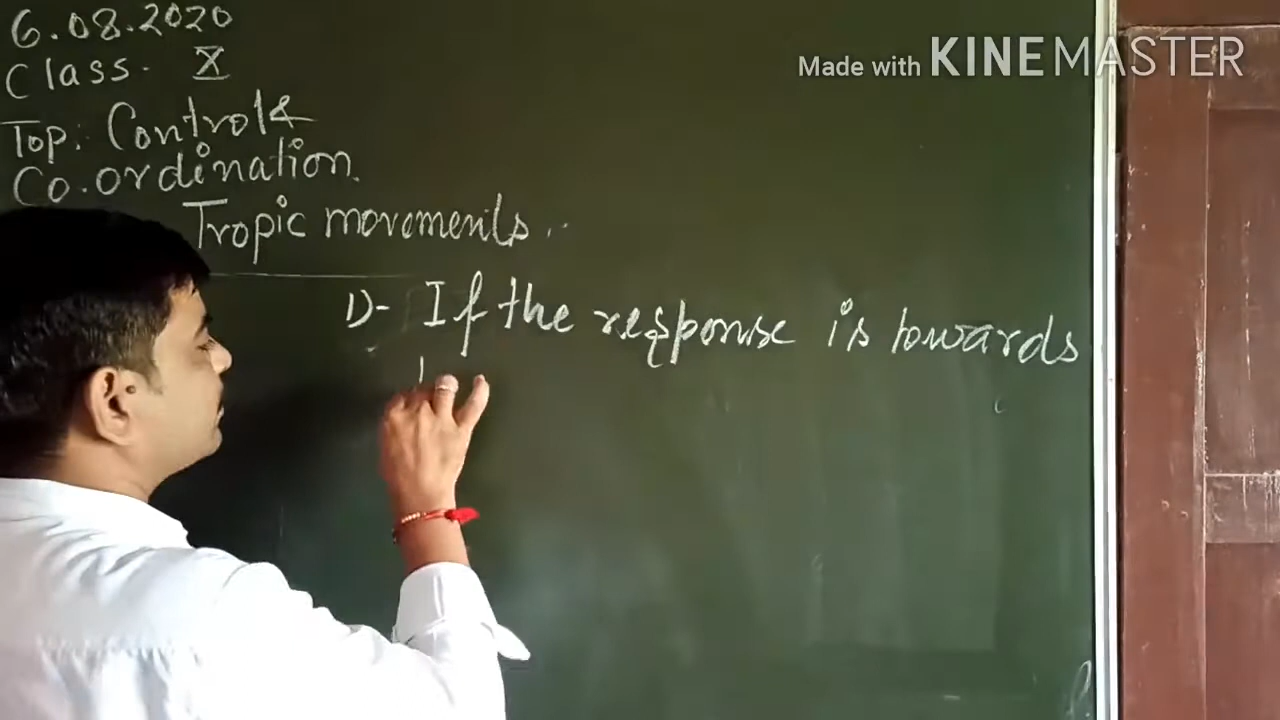 6.08.2020
Made with KINEMASTER
Class. X
Top: Control &
Co.ordination.
Tropic movements..
1)- If the response is towards